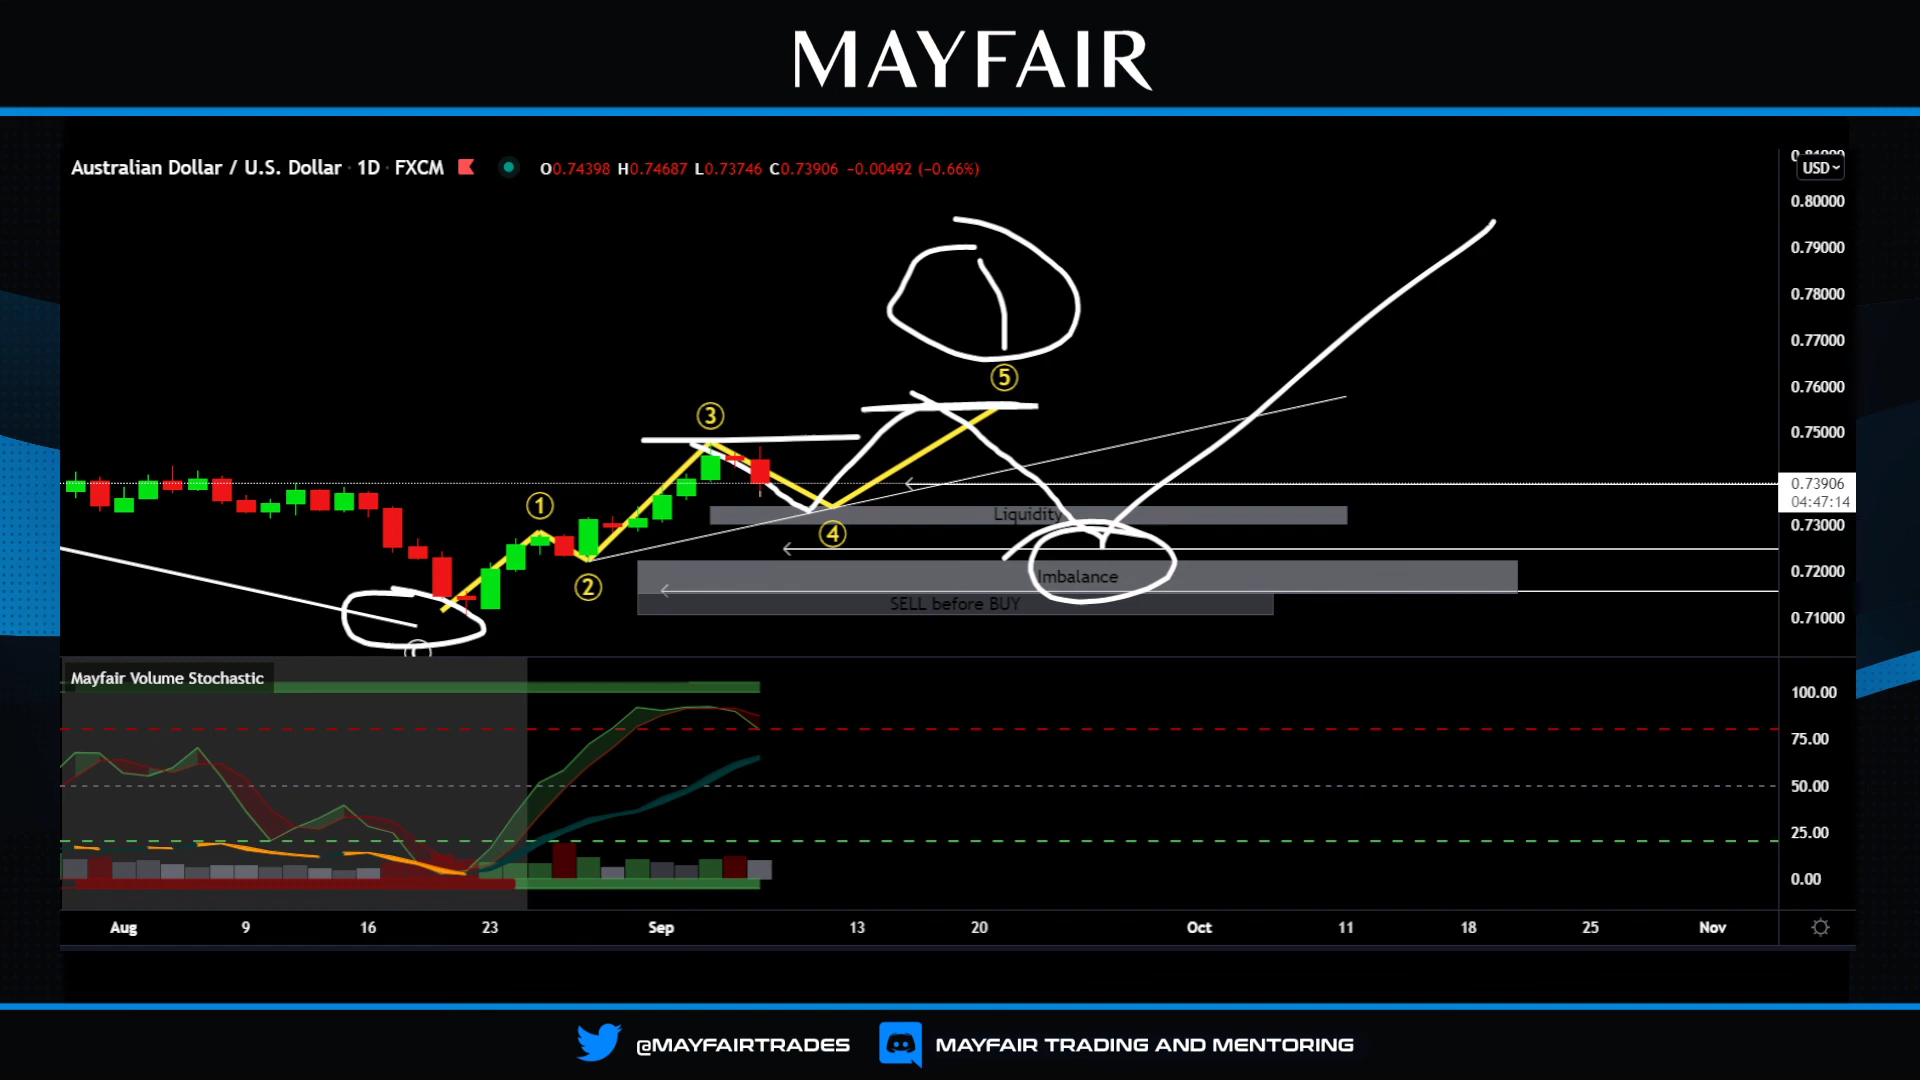 MAYFAIR
Australian Dollar / U.S. Dollar · 1D · FXCM O0.74398 H0.74687 L0.73746 C0.73906 −0.00492 (−0.66%)
USD
0.80000
0.79000
0.78000
0.77000
0.76000
0.75000
0.73906
04:47:14
0.73000
0.72000
0.71000
1
2
3
4
5
Liquidity
Imbalance
SELL before BUY
Mayfair Volume Stochastic
100.00
75.00
50.00
25.00
0.00
Aug 9 16 23 Sep 13 20 Oct 11 18 25 Nov
@MAYFAIRTRADES MAYFAIR TRADING AND MENTORING